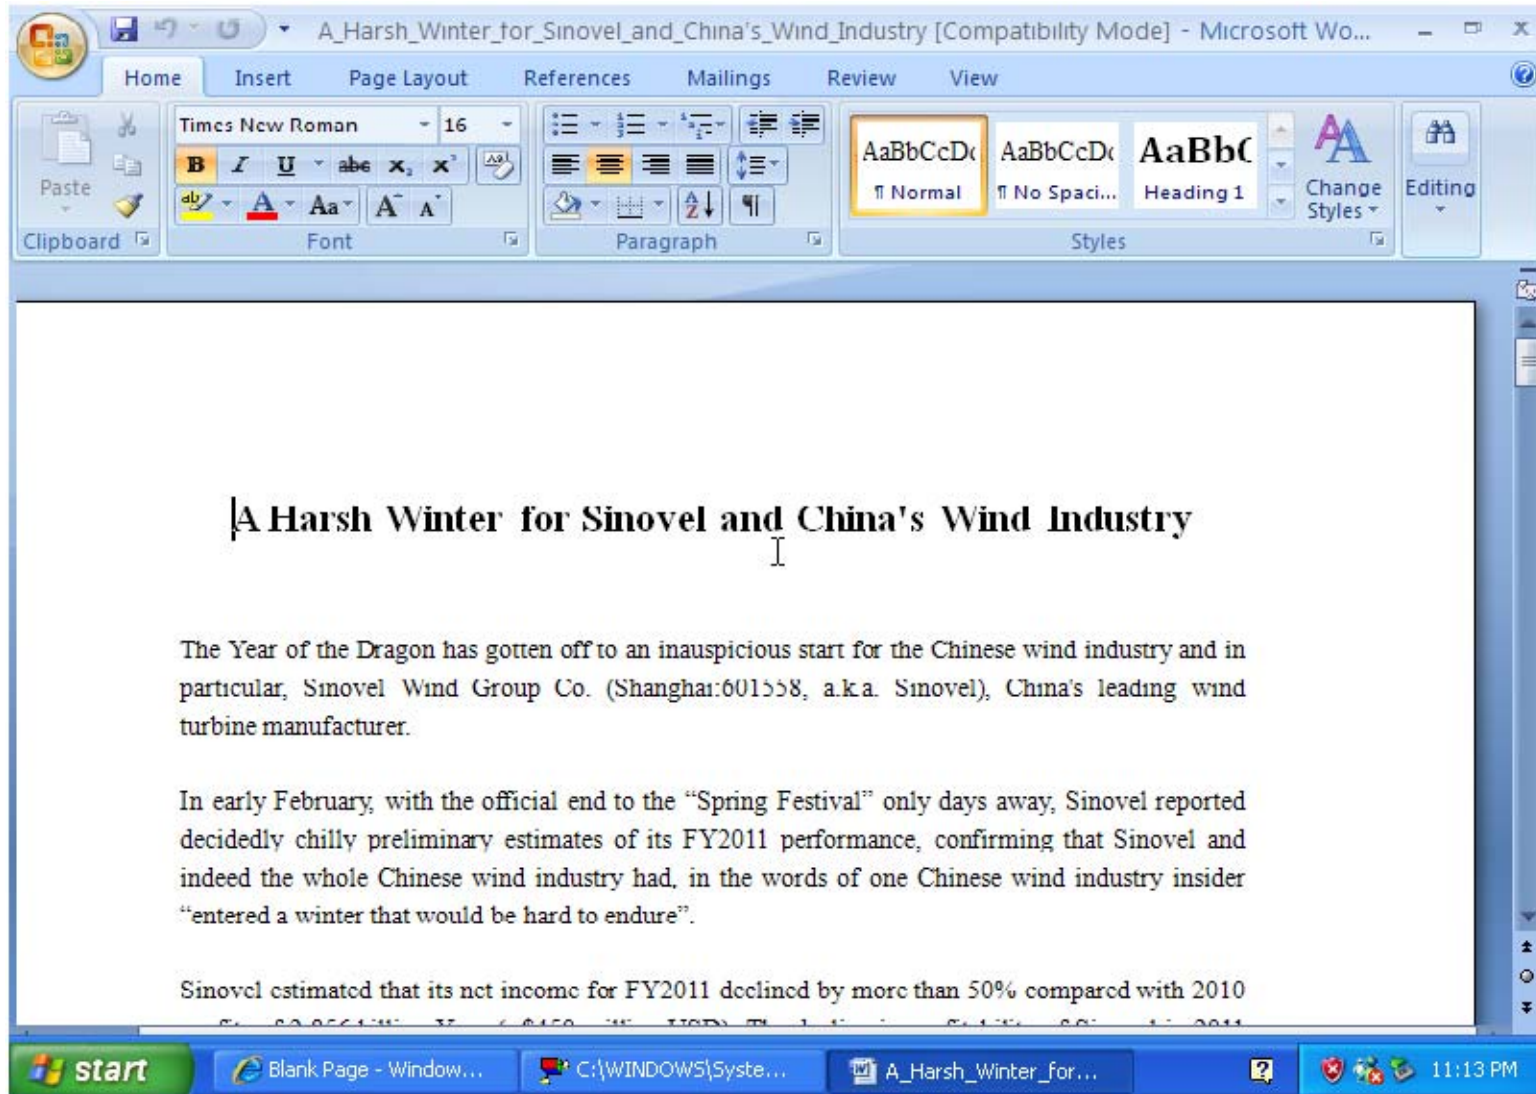 A_Harsh_Winter_for_Sinovel_and_China's_Wind_Industry [Compatibility Mode] - Microsoft Wo...
Home Insert Page Layout References Mailings Review View
Times New Roman 16
AaBbCcDc AaBbCcDc AaBbC
Paste
¶ Normal ¶ No Spaci... Heading 1
Change Styles
Editing
Clipboard Font Paragraph Styles
A Harsh Winter for Sinovel and China's Wind Industry
The Year of the Dragon has gotten off to an inauspicious start for the Chinese wind industry and in
particular, Sinovel Wind Group Co. (Shanghai:601558, a.k.a. Sinovel), China's leading wind
turbine manufacturer.
In early February, with the official end to the “Spring Festival” only days away, Sinovel reported
decidedly chilly preliminary estimates of its FY2011 performance, confirming that Sinovel and
indeed the whole Chinese wind industry had, in the words of one Chinese wind industry insider
“entered a winter that would be hard to endure”.
Sinovel estimated that its net income for FY2011 declined by more than 50% compared with 2010
start Blank Page - Window... C:\WINDOWS\Syste... A_Harsh_Winter_for... 11:13 PM